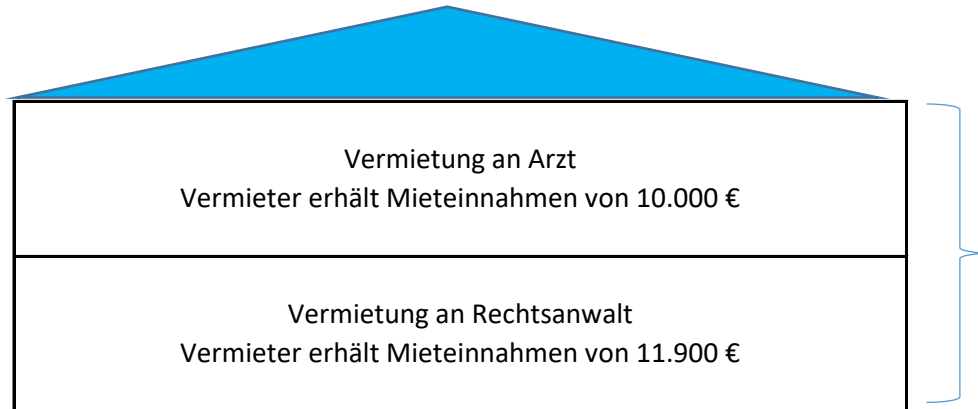 Vermietung an Arzt
Vermieter erhält Mieteinnahmen von 10.000 €
Vermietung an Rechtsanwalt
Vermieter erhält Mieteinnahmen von 11.900 €